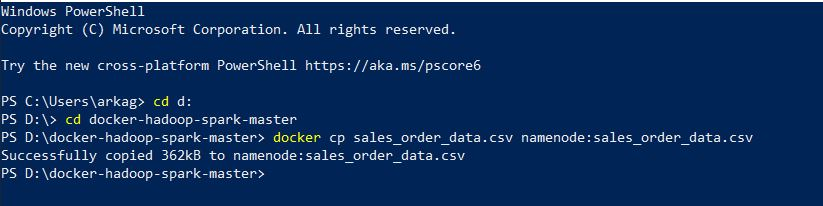 Windows PowerShell
Copyright (C) Microsoft Corporation. All rights reserved.
Try the new cross-platform PowerShell https://aka.ms/pscore6
PS C:\Users\arkag> cd d:
PS D:\> cd docker-hadoop-spark-master
PS D:\docker-hadoop-spark-master> docker cp sales_order_data.csv namenode:sales_order_data.csv
Successfully copied 362kB to namenode:sales_order_data.csv
PS D:\docker-hadoop-spark-master>